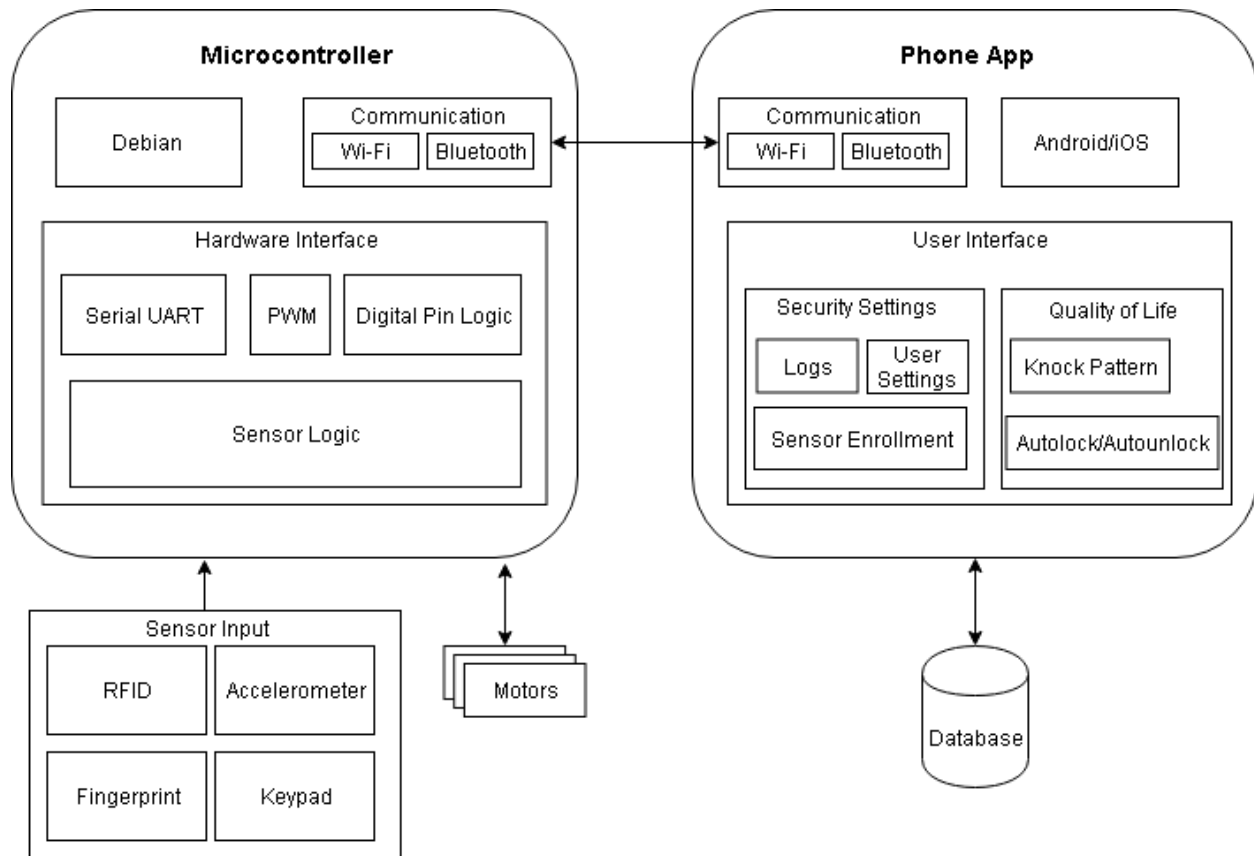 Microcontroller
Debian
Communication
Wi-Fi
Bluetooth
Hardware Interface
Serial UART
PWM
Digital Pin Logic
Sensor Logic
Phone App
Communication
Wi-Fi
Bluetooth
Android/iOS
User Interface
Security Settings
Logs
User
Settings
Sensor Enrollment
Quality of Life
Knock Pattern
Autolock/Autounlock
Sensor Input
RFID
Accelerometer
Fingerprint
Keypad
Motors
Database